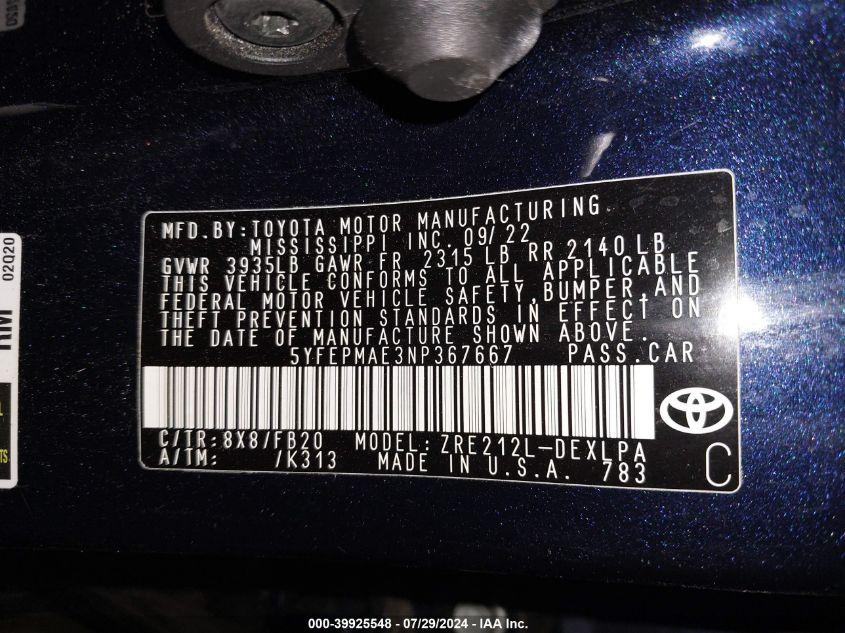 MFD.BY:TOYOTA MOTOR MANUFACTURING
MISSISSIPPI INC. 09/22
GVWR 3935LB GAWR FR 2315 LB RR 2140 LB
THIS VEHICLE CONFORMS TO ALL APPLICABLE
FEDERAL MOTOR VEHICLE SAFETY,BUMPER,AND
THEFT PREVENTION STANDARDS IN EFFECT ON
THE DATE OF MANUFACTURE SHOWN ABOVE.
5YFEPMAE3NP367667 PASS.CAR
C/TR:8X8/FB20 MODEL:ZRE212L-DEXLPA
A/TM: /K313 MADE IN U.S.A. 783
C
02Q20
RM
000-39925548 - 07/29/2024 - IAA Inc.